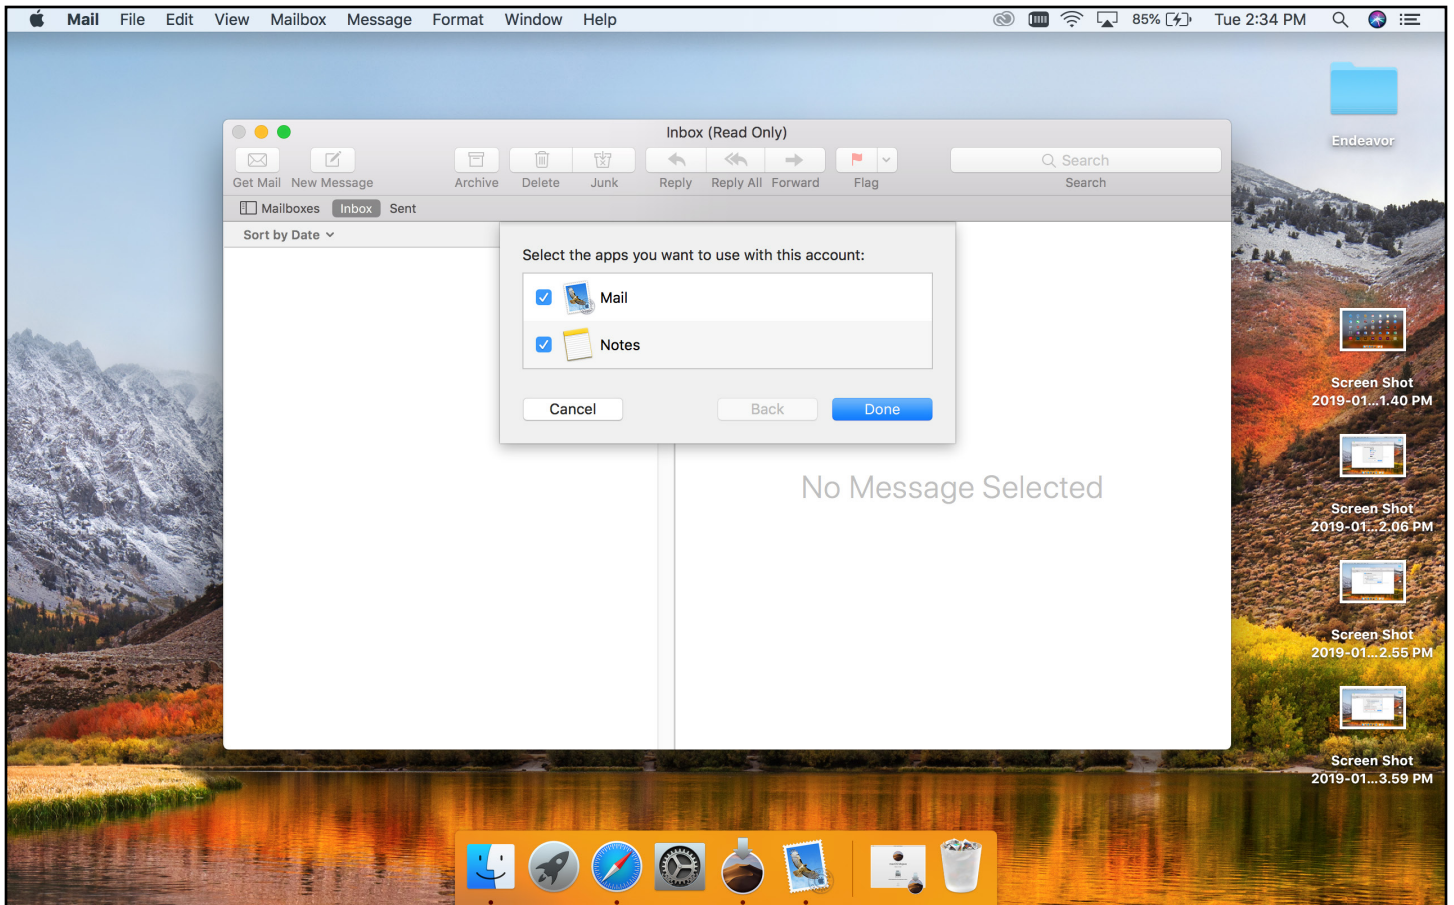 Mail File Edit View Mailbox Message Format Window Help 85% Tue 2:34 PM
Endeavor
Inbox (Read Only)
Search
Get Mail New Message Archive Delete Junk Reply Reply All Forward Flag Search
Mailboxes Inbox Sent
Sort by Date
Select the apps you want to use with this account:
Mail
Notes
Cancel Back Done
No Message Selected
Screen Shot
2019-01...1.40 PM
Screen Shot
2019-01...2.06 PM
Screen Shot
2019-01...2.55 PM
Screen Shot
2019-01...3.59 PM